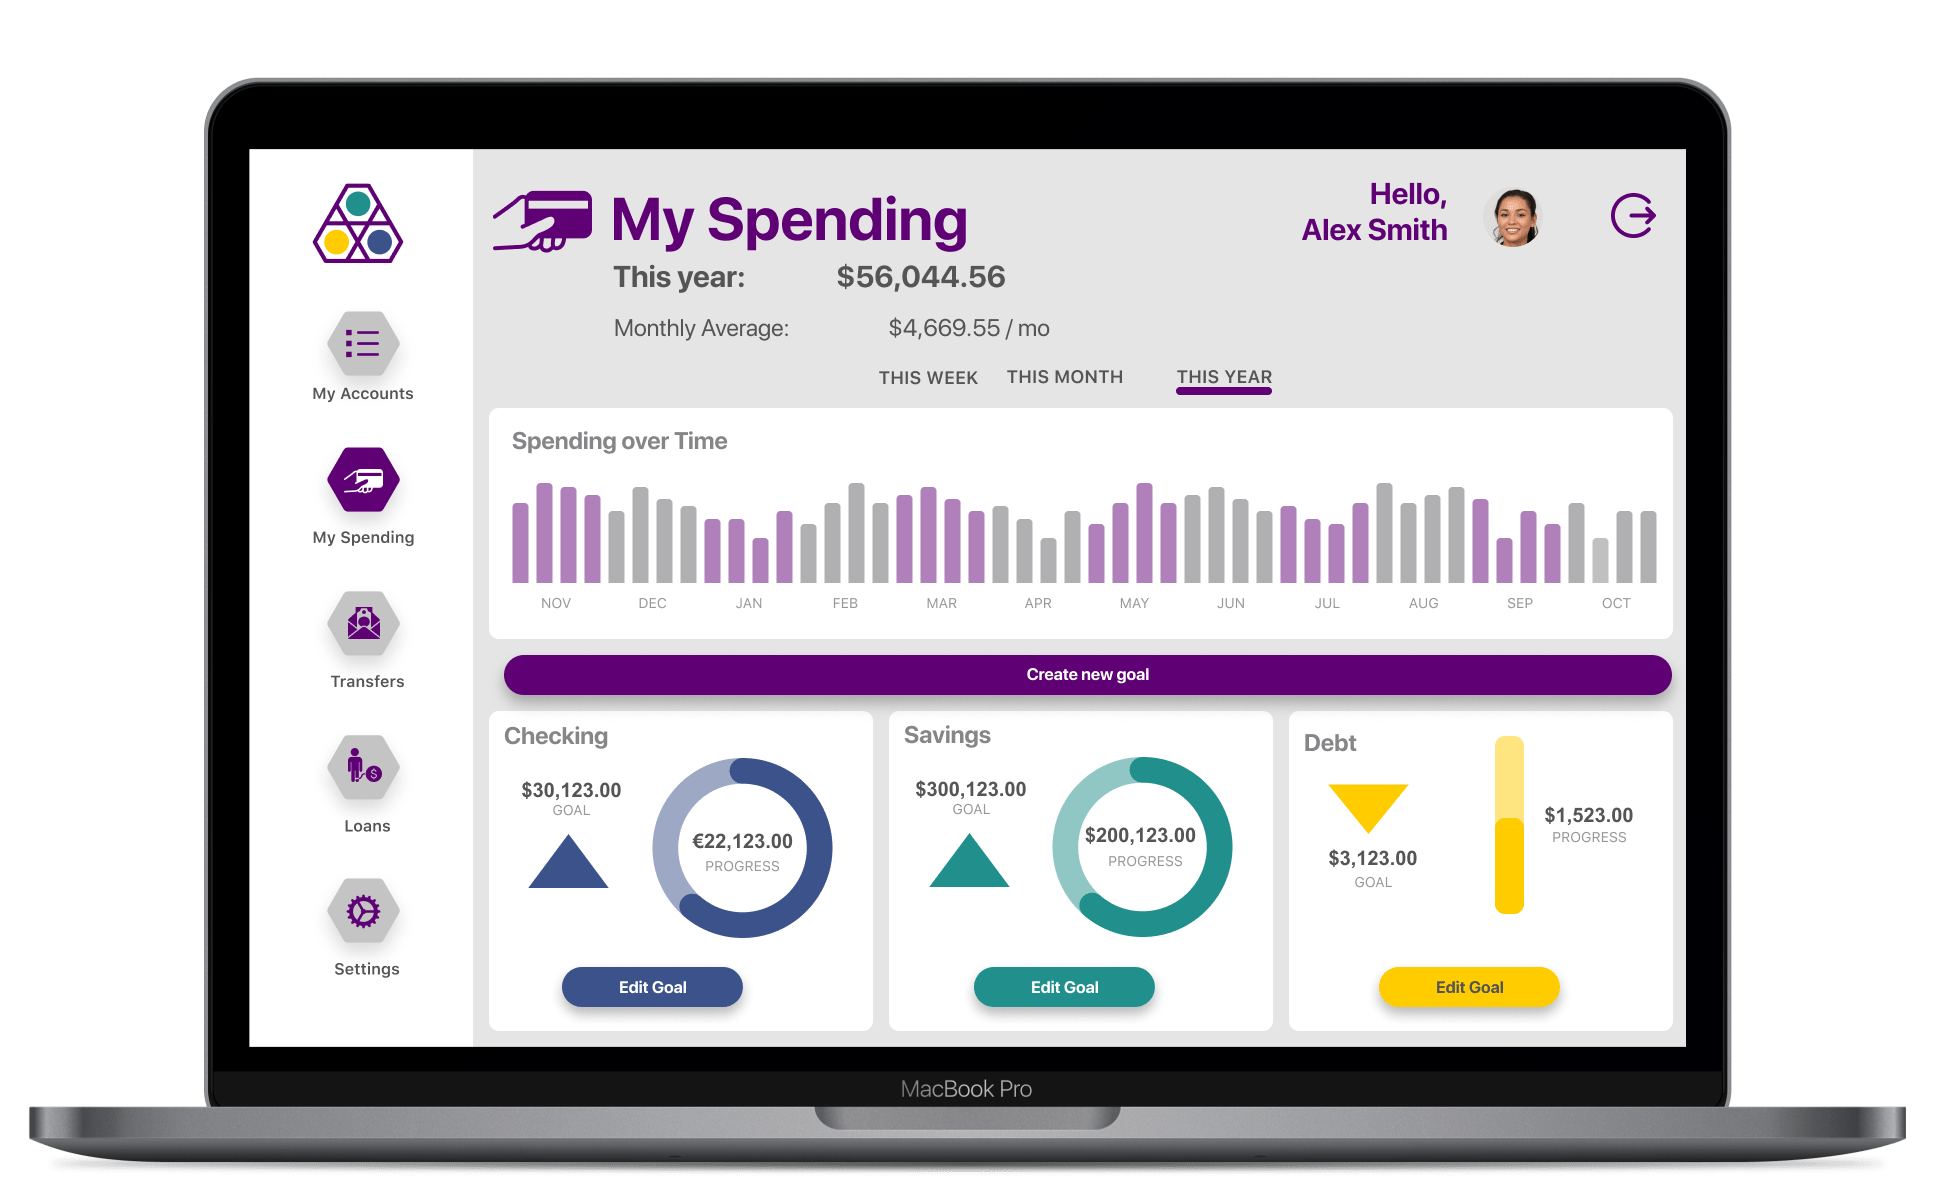 My Spending
Hello,
Alex Smith
This year: $56,044.56
Monthly Average: $4,669.55 / mo
THIS WEEK THIS MONTH THIS YEAR
My Accounts
My Spending
Transfers
Loans
$
Settings
Spending over Time
NOV DEC JAN FEB MAR APR MAY JUN JUL AUG SEP OCT
Create new goal
Checking
$30,123.00
GOAL
€22,123.00
PROGRESS
Edit Goal
Savings
$300,123.00
GOAL
$200,123.00
PROGRESS
Edit Goal
Debt
$3,123.00
GOAL
$1,523.00
PROGRESS
Edit Goal
MacBook Pro